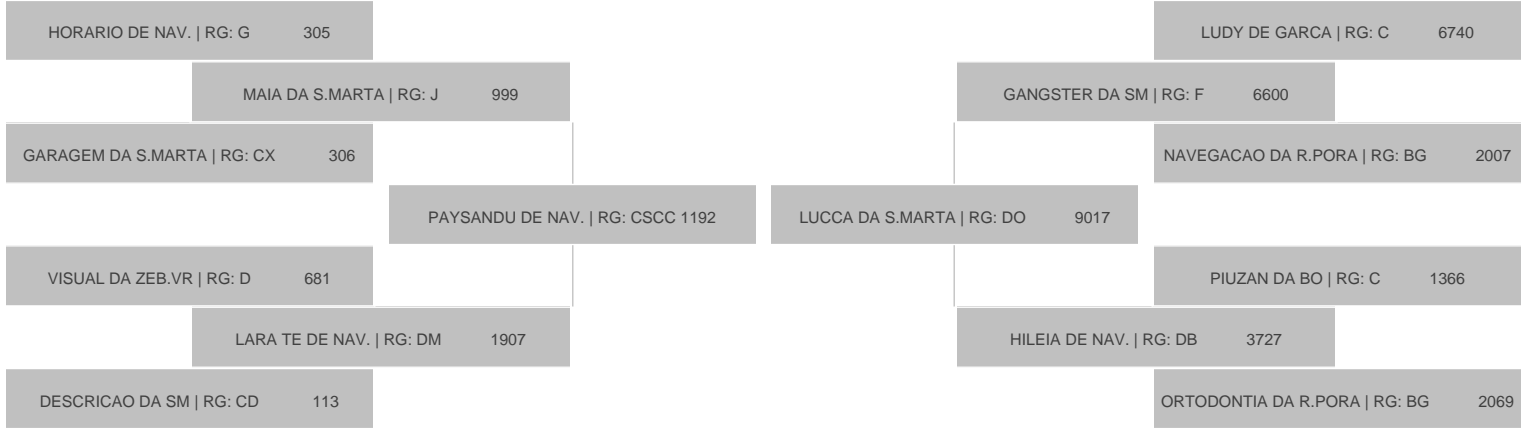 HORARIO DE NAV. | RG: G 305
LUDY DE GARCA | RG: C 6740
MAIA DA S.MARTA | RG: J 999
GANGSTER DA SM | RG: F 6600
GARAGEM DA S.MARTA | RG: CX 306
NAVEGACAO DA R.PORA | RG: BG 2007
PAYSANDU DE NAV. | RG: CSCC 1192
LUCCA DA S.MARTA | RG: DO 9017
VISUAL DA ZEB.VR | RG: D 681
PIUZAN DA BO | RG: C 1366
LARA TE DE NAV. | RG: DM 1907
HILEIA DE NAV. | RG: DB 3727
DESCRICAO DA SM | RG: CD 113
ORTODONTIA DA R.PORA | RG: BG 2069